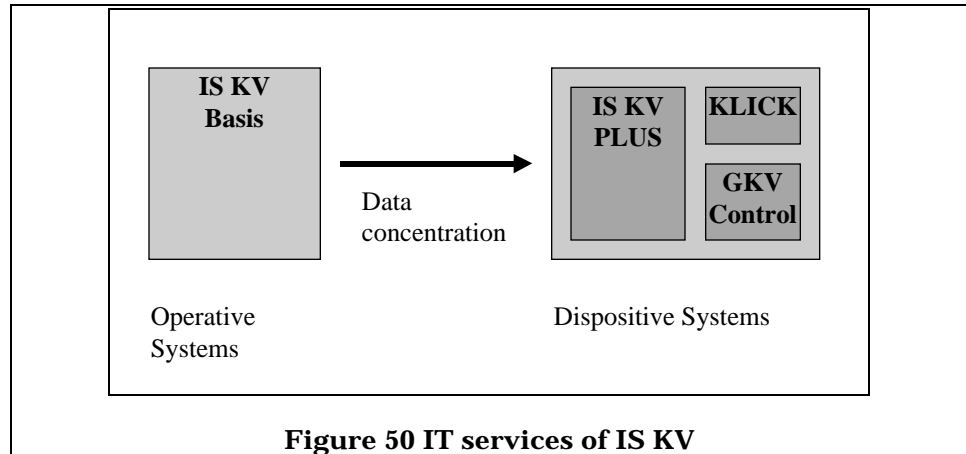 IS KV
Basis
IS KV
PLUS
KLICK
GKV
Control
Data
concentration
Operative
Systems
Dispositive Systems
Figure 50 IT services of IS KV